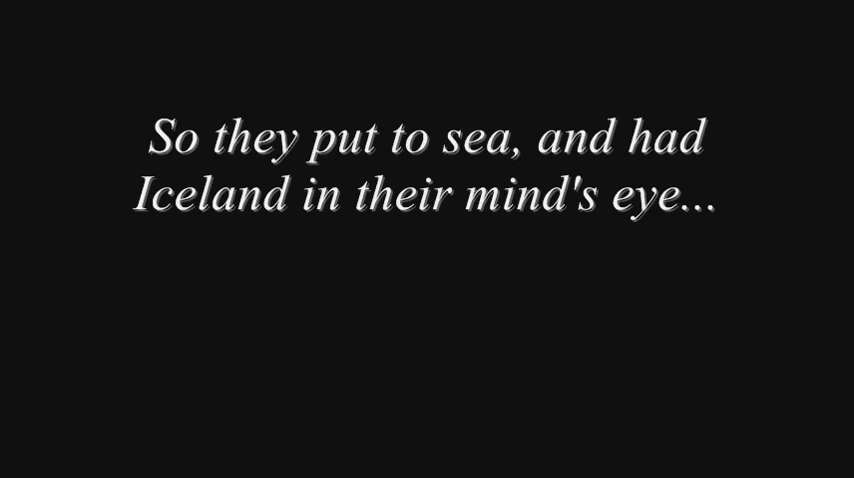 So they put to sea, and had
Iceland in their mind's eye...